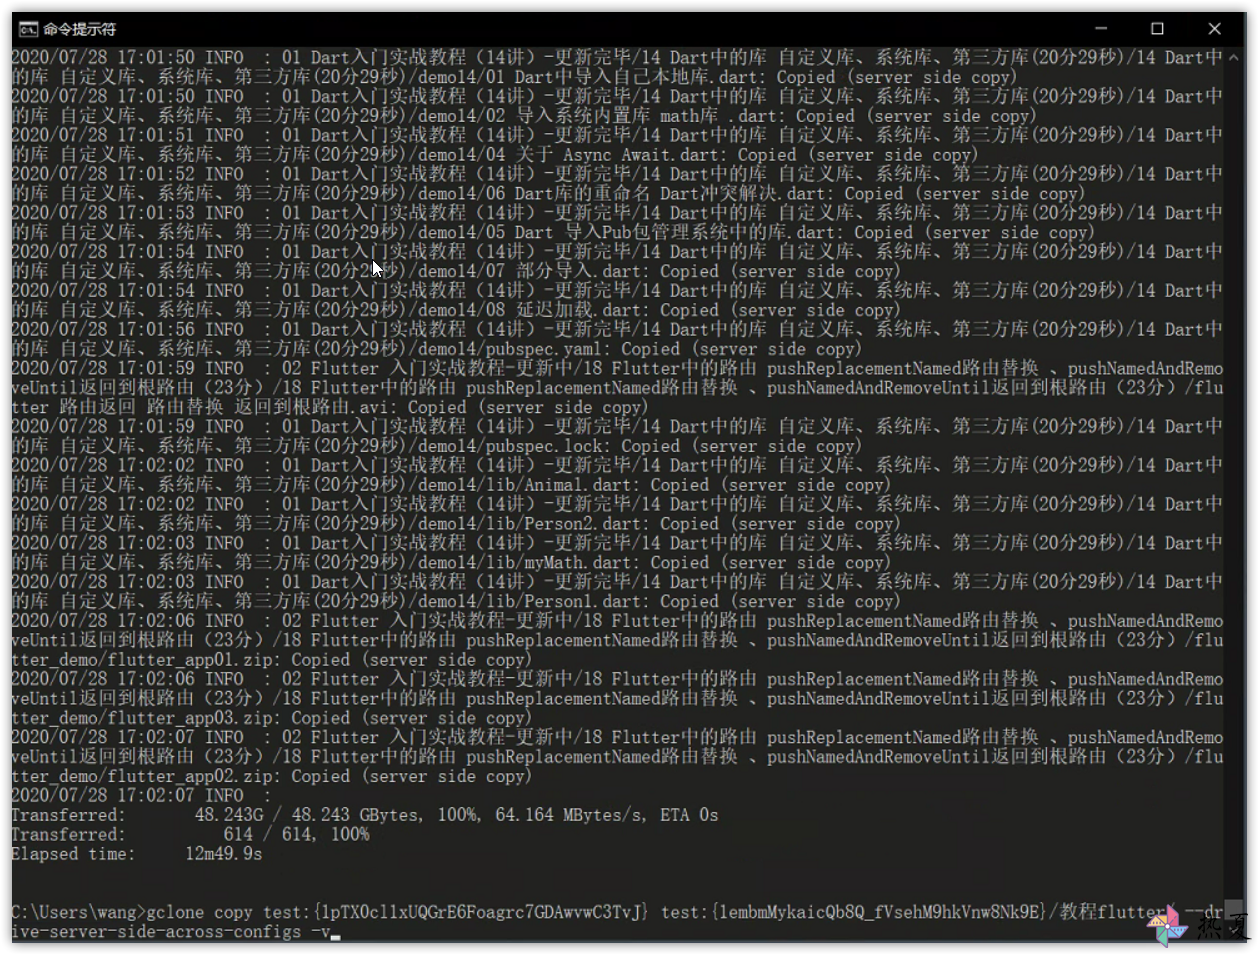 命令提示符
2020/07/28 17:01:50 INFO  : 01 Dart入门实战教程（14讲）-更新完毕/14 Dart中的库 自定义库、系统库、第三方库(20分29秒)/14 Dart中
的库 自定义库、系统库、第三方库(20分29秒)/demo14/01 Dart中导入自己本地库.dart: Copied (server side copy)
2020/07/28 17:01:50 INFO  : 01 Dart入门实战教程（14讲）-更新完毕/14 Dart中的库 自定义库、系统库、第三方库(20分29秒)/14 Dart中
的库 自定义库、系统库、第三方库(20分29秒)/demo14/02 导入系统内置库 math库 .dart: Copied (server side copy)
2020/07/28 17:01:51 INFO  : 01 Dart入门实战教程（14讲）-更新完毕/14 Dart中的库 自定义库、系统库、第三方库(20分29秒)/14 Dart中
的库 自定义库、系统库、第三方库(20分29秒)/demo14/04 关于 Async Await.dart: Copied (server side copy)
2020/07/28 17:01:52 INFO  : 01 Dart入门实战教程（14讲）-更新完毕/14 Dart中的库 自定义库、系统库、第三方库(20分29秒)/14 Dart中
的库 自定义库、系统库、第三方库(20分29秒)/demo14/06 Dart库的重命名 Dart冲突解决.dart: Copied (server side copy)
2020/07/28 17:01:53 INFO  : 01 Dart入门实战教程（14讲）-更新完毕/14 Dart中的库 自定义库、系统库、第三方库(20分29秒)/14 Dart中
的库 自定义库、系统库、第三方库(20分29秒)/demo14/05 Dart 导入Pub包管理系统中的库.dart: Copied (server side copy)
2020/07/28 17:01:54 INFO  : 01 Dart入门实战教程（14讲）-更新完毕/14 Dart中的库 自定义库、系统库、第三方库(20分29秒)/14 Dart中
的库 自定义库、系统库、第三方库(20分29秒)/demo14/07 部分导入.dart: Copied (server side copy)
2020/07/28 17:01:54 INFO  : 01 Dart入门实战教程（14讲）-更新完毕/14 Dart中的库 自定义库、系统库、第三方库(20分29秒)/14 Dart中
的库 自定义库、系统库、第三方库(20分29秒)/demo14/08 延迟加载.dart: Copied (server side copy)
2020/07/28 17:01:56 INFO  : 01 Dart入门实战教程（14讲）-更新完毕/14 Dart中的库 自定义库、系统库、第三方库(20分29秒)/14 Dart中
的库 自定义库、系统库、第三方库(20分29秒)/demo14/pubspec.yaml: Copied (server side copy)
2020/07/28 17:01:59 INFO  : 02 Flutter 入门实战教程-更新中/18 Flutter中的路由 pushReplacementNamed路由替换 、pushNamedAndRemo
veUntil返回到根路由（23分）/18 Flutter中的路由 pushReplacementNamed路由替换 、pushNamedAndRemoveUntil返回到根路由（23分）/flu
tter 路由返回 路由替换 返回到根路由.avi: Copied (server side copy)
2020/07/28 17:01:59 INFO  : 01 Dart入门实战教程（14讲）-更新完毕/14 Dart中的库 自定义库、系统库、第三方库(20分29秒)/14 Dart中
的库 自定义库、系统库、第三方库(20分29秒)/demo14/pubspec.lock: Copied (server side copy)
2020/07/28 17:02:02 INFO  : 01 Dart入门实战教程（14讲）-更新完毕/14 Dart中的库 自定义库、系统库、第三方库(20分29秒)/14 Dart中
的库 自定义库、系统库、第三方库(20分29秒)/demo14/lib/Animal.dart: Copied (server side copy)
2020/07/28 17:02:02 INFO  : 01 Dart入门实战教程（14讲）-更新完毕/14 Dart中的库 自定义库、系统库、第三方库(20分29秒)/14 Dart中
的库 自定义库、系统库、第三方库(20分29秒)/demo14/lib/Person2.dart: Copied (server side copy)
2020/07/28 17:02:03 INFO  : 01 Dart入门实战教程（14讲）-更新完毕/14 Dart中的库 自定义库、系统库、第三方库(20分29秒)/14 Dart中
的库 自定义库、系统库、第三方库(20分29秒)/demo14/lib/myMath.dart: Copied (server side copy)
2020/07/28 17:02:03 INFO  : 01 Dart入门实战教程（14讲）-更新完毕/14 Dart中的库 自定义库、系统库、第三方库(20分29秒)/14 Dart中
的库 自定义库、系统库、第三方库(20分29秒)/demo14/lib/Person1.dart: Copied (server side copy)
2020/07/28 17:02:06 INFO  : 02 Flutter 入门实战教程-更新中/18 Flutter中的路由 pushReplacementNamed路由替换 、pushNamedAndRemo
veUntil返回到根路由（23分）/18 Flutter中的路由 pushReplacementNamed路由替换 、pushNamedAndRemoveUntil返回到根路由（23分）/flu
tter_demo/flutter_app01.zip: Copied (server side copy)
2020/07/28 17:02:06 INFO  : 02 Flutter 入门实战教程-更新中/18 Flutter中的路由 pushReplacementNamed路由替换 、pushNamedAndRemo
veUntil返回到根路由（23分）/18 Flutter中的路由 pushReplacementNamed路由替换 、pushNamedAndRemoveUntil返回到根路由（23分）/flu
tter_demo/flutter_app03.zip: Copied (server side copy)
2020/07/28 17:02:07 INFO  : 02 Flutter 入门实战教程-更新中/18 Flutter中的路由 pushReplacementNamed路由替换 、pushNamedAndRemo
veUntil返回到根路由（23分）/18 Flutter中的路由 pushReplacementNamed路由替换 、pushNamedAndRemoveUntil返回到根路由（23分）/flu
tter_demo/flutter_app02.zip: Copied (server side copy)
2020/07/28 17:02:07 INFO  :
Transferred:       48.243G / 48.243 GBytes, 100%, 64.164 MBytes/s, ETA 0s
Transferred:          614 / 614, 100%
Elapsed time:     12m49.9s
C:\Users\wang>gclone copy test:{1pTX0cl1xUQGrE6Foagrc7GDAwvwC3TvJ} test:{1embmMykaicQb8Q_fVsehM9hkVnw8Nk9E}/教程flutter/ --dr
ive-server-side-across-configs -v
热夏